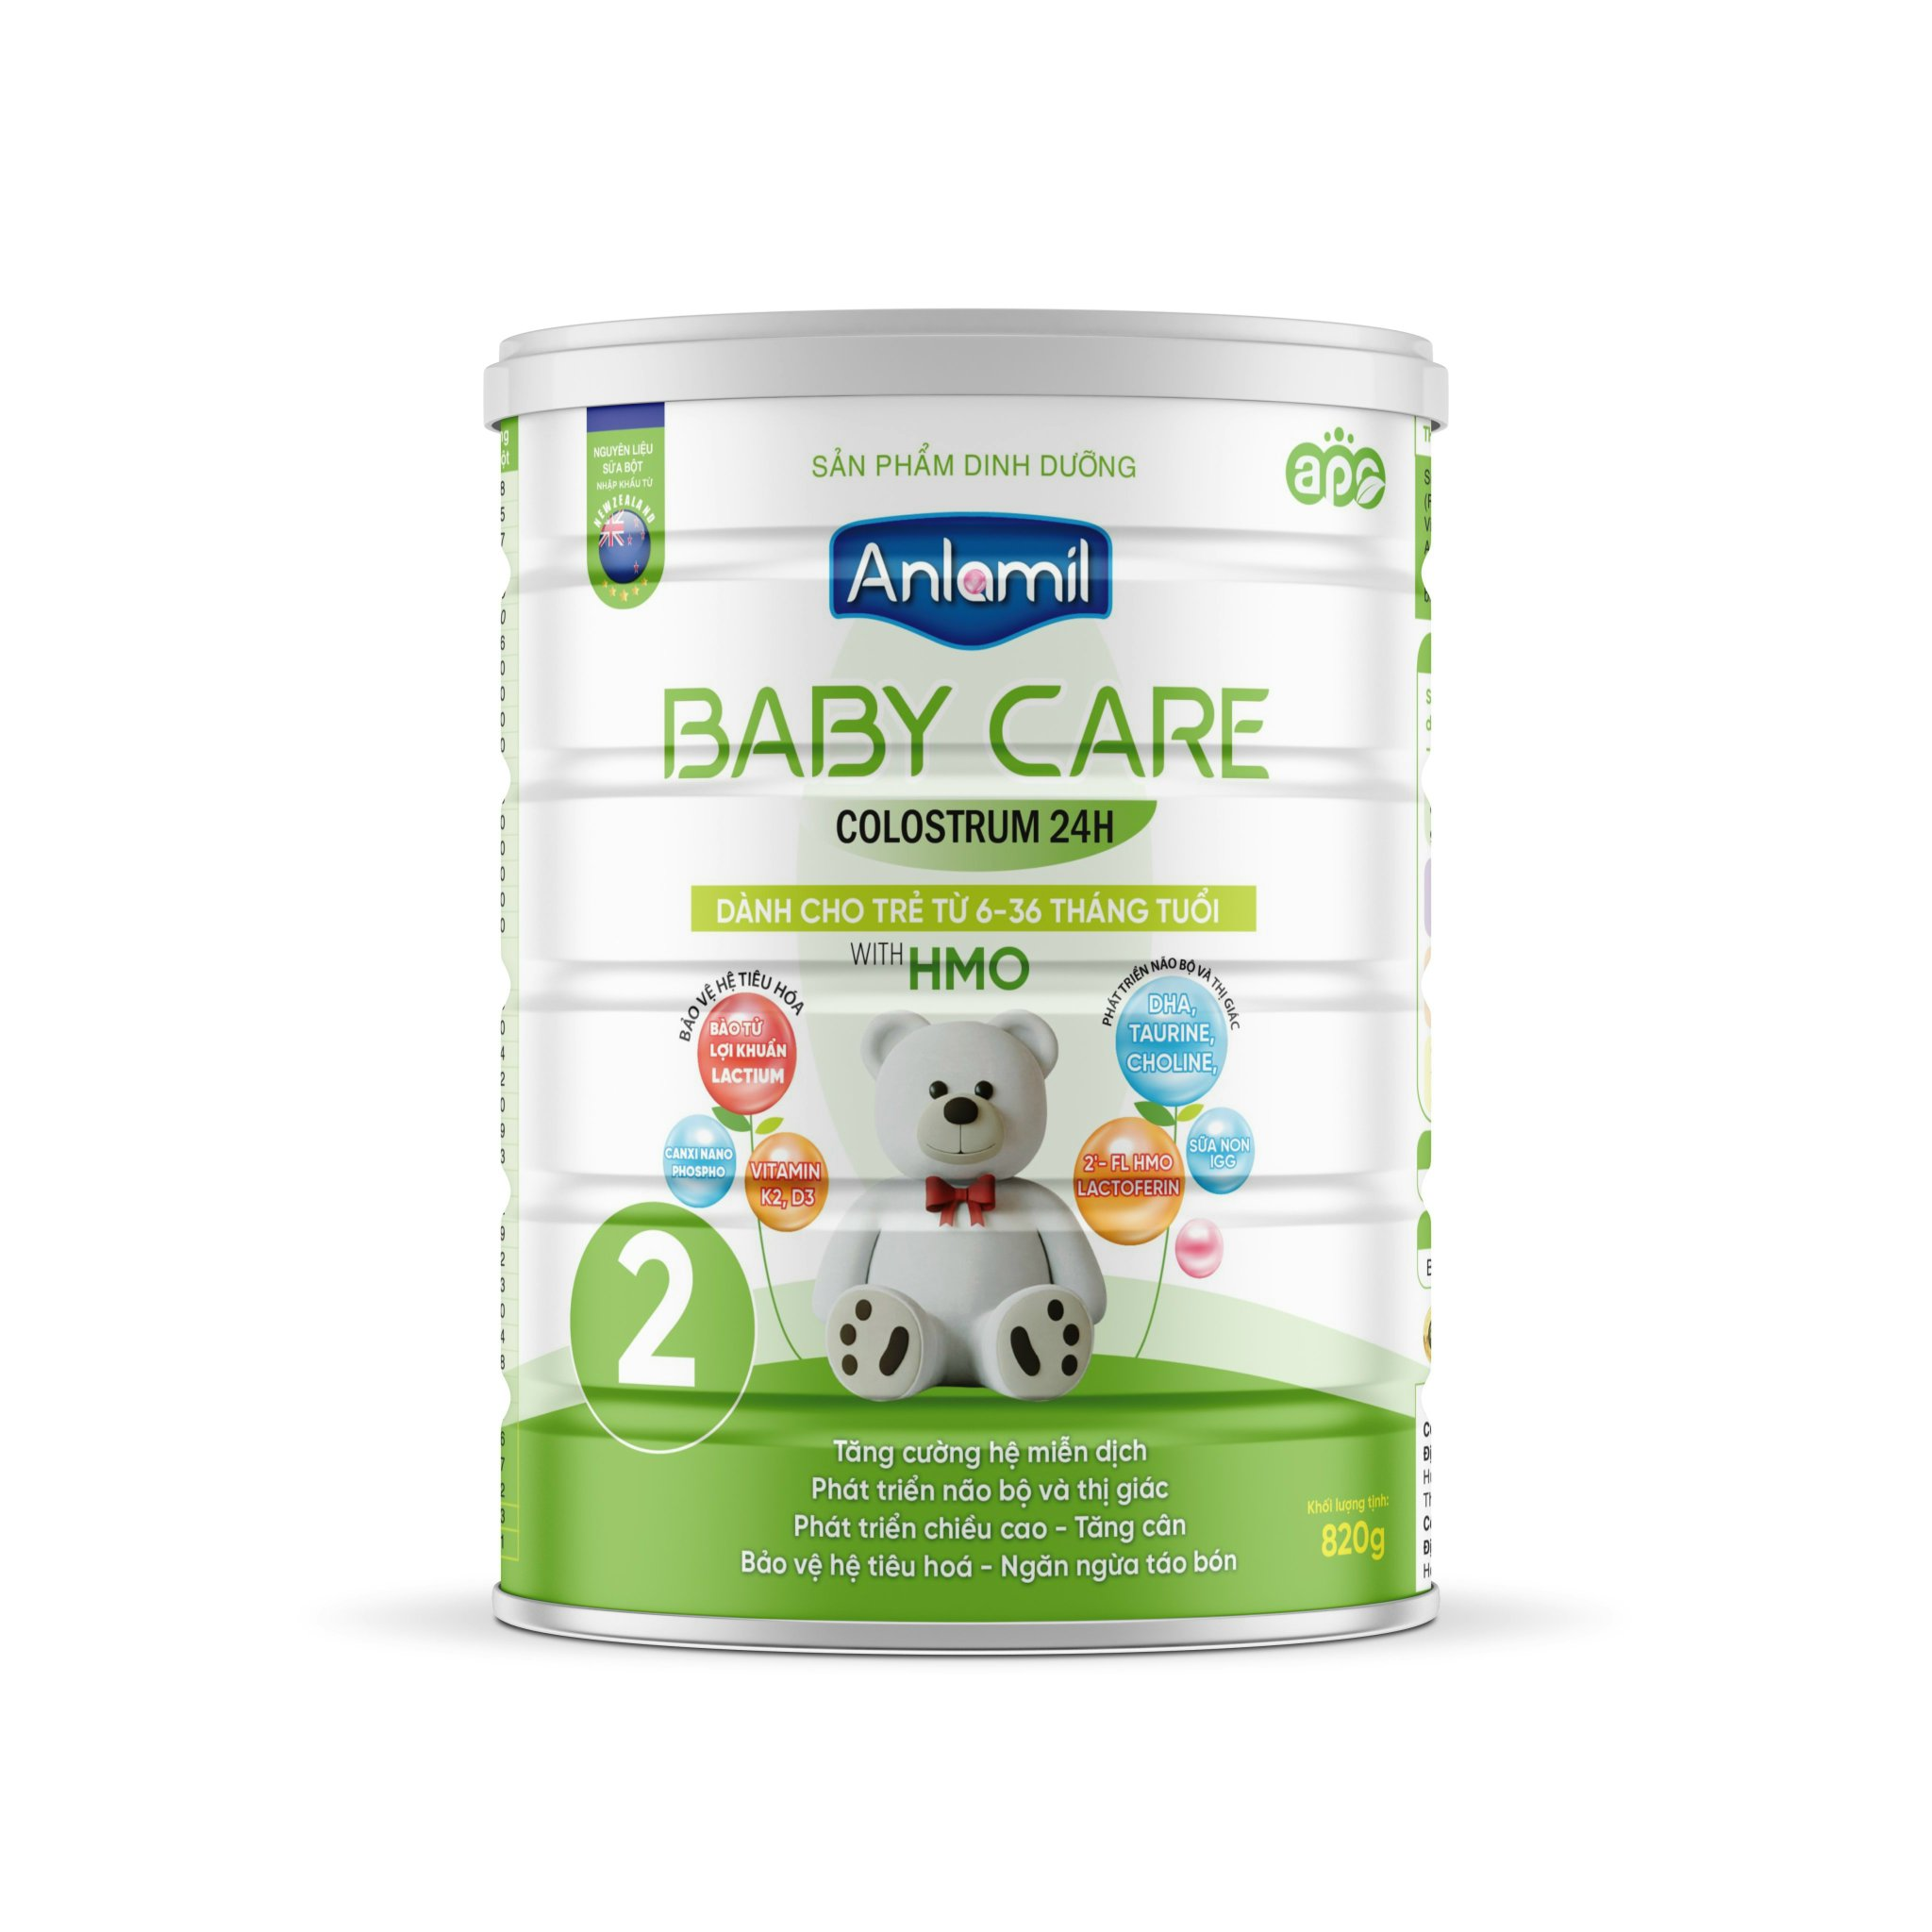 NGUYÊN LIỆU
SỮA BỘT
NHẬP KHẨU TỪ
NEWZEALAND
SẢN PHẨM DINH DƯỠNG
apc
Anlamil
BABY CARE
COLOSTRUM 24H
DÀNH CHO TRẺ TỪ 6-36 THÁNG TUỔI
WITH HMO
BẢO VỆ HỆ TIÊU HÓA
BÀO TỬ
LỢI KHUẨN
LACTIUM
CANXI NANO
PHOSPHO
VITAMIN
K2, D3
PHÁT TRIỂN NÃO BỘ VÀ THỊ GIÁC
DHA,
TAURINE,
CHOLINE,
2'- FL HMO
LACTOFERIN
SỮA NON
IGG
2
Tăng cường hệ miễn dịch
Phát triển não bộ và thị giác
Phát triển chiều cao - Tăng cân
Bảo vệ hệ tiêu hoá - Ngăn ngừa táo bón
Khối lượng tịnh:
820g